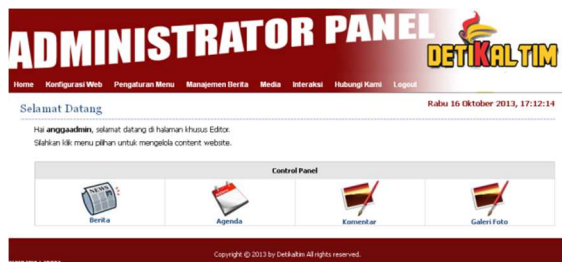 ADMINISTRATOR PANEL
DETIKALTIM
Home Konfigurasi Web Pengaturan Menu Manajemen Berita Media Interaksi Hubungi Kami Logout
Selamat Datang
Rabu 16 Oktober 2013, 17:12:14
Hai anggaadmin, selamat datang di halaman khusus Editor.
Silahkan klik menu pilihan untuk mengelola content website.
Control Panel
NEWS
Berita Agenda Komentar Galeri Foto
Copyright © 2013 by Detikaltim All rights reserved.